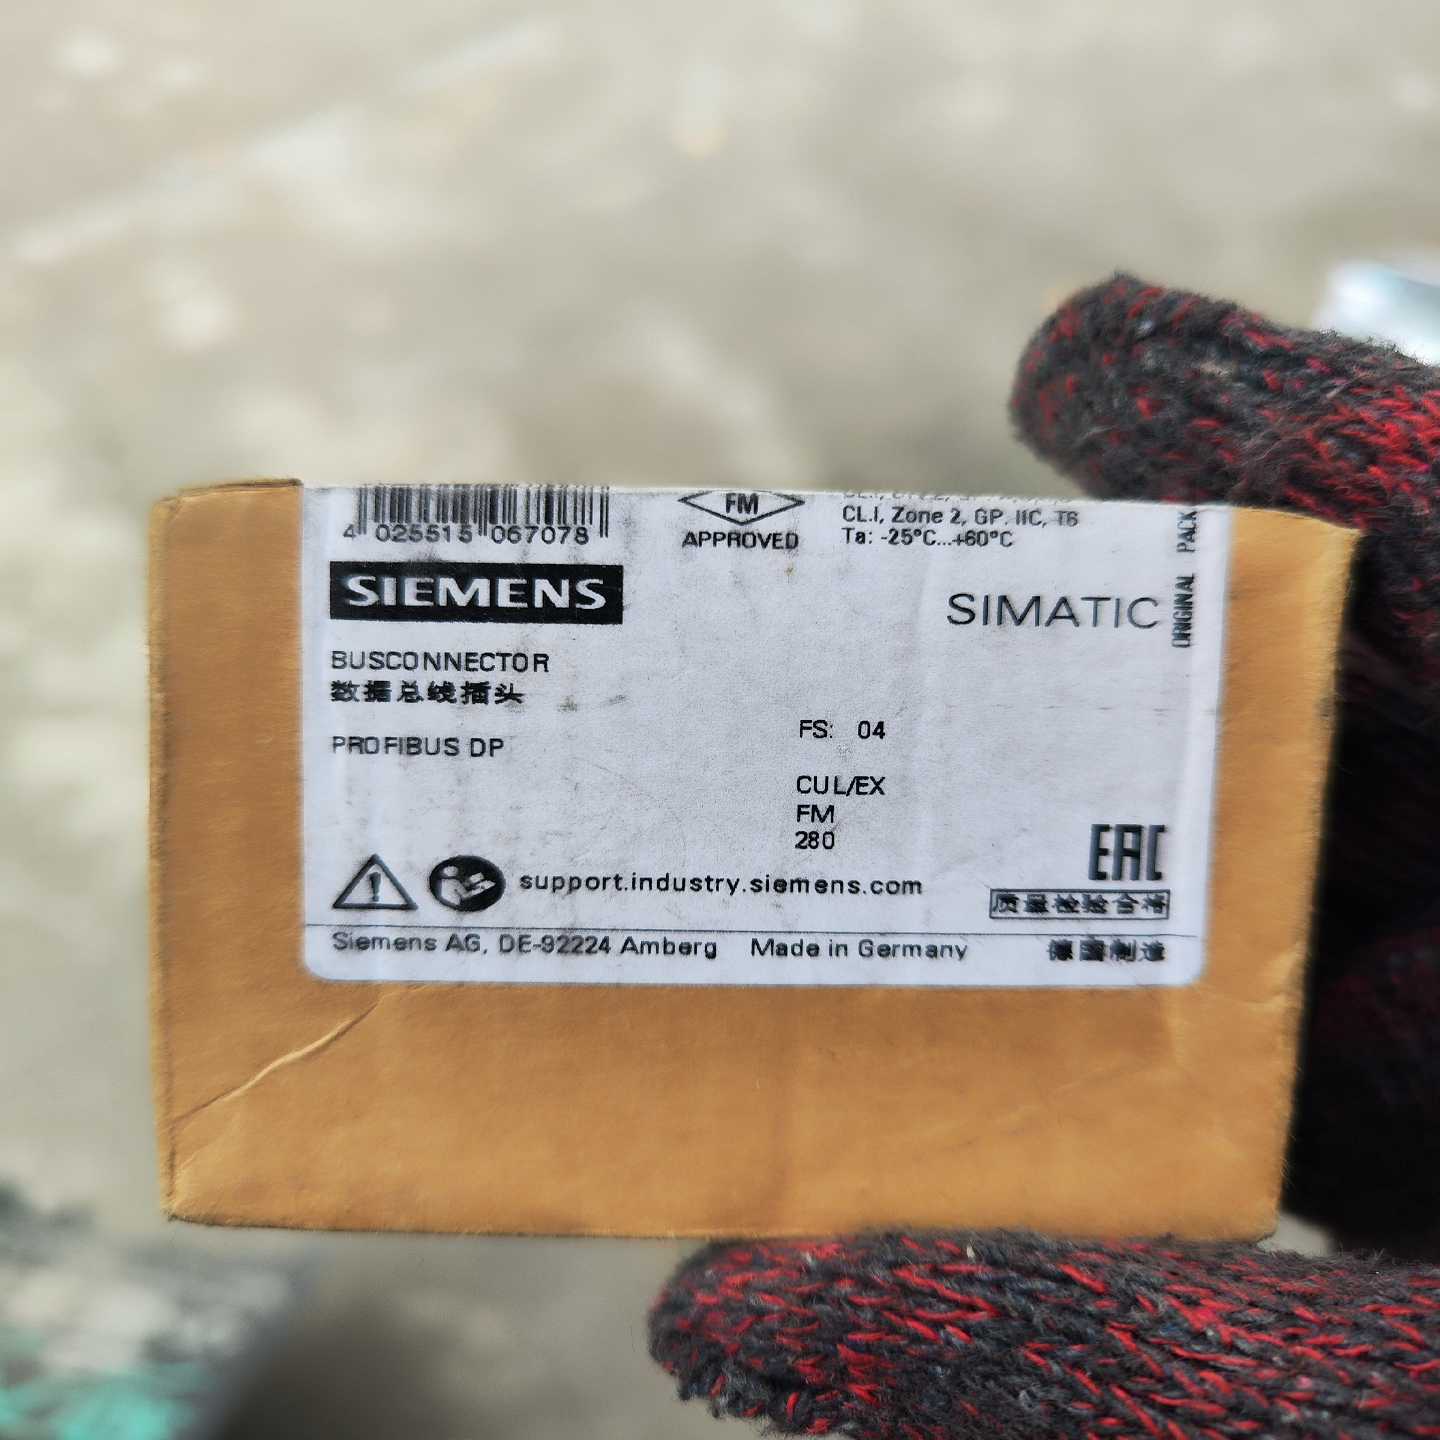 4 025515 067078
FM
APPROVED
CL.I, Zone 2, GP. IIC, T6
Ta: -25°C...+60°C
ORIGINAL PACK
SIEMENS
SIMATIC
BUSCONNECTOR
数据总线插头
PROFIBUS DP
FS: 04
CUL/EX
FM
280
EAC
support.industry.siemens.com
质量检验合格
Siemens AG, DE-92224 Amberg Made in Germany 德国制造